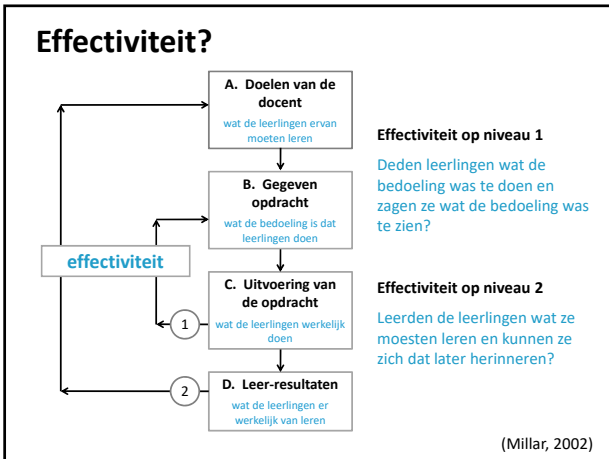 Effectiviteit?
A. Doelen van de
docent
wat de leerlingen ervan
moeten leren
B. Gegeven
opdracht
wat de bedoeling is dat
leerlingen doen
effectiviteit
C. Uitvoering van
de opdracht
wat de leerlingen werkelijk
doen
1
D. Leer-resultaten
wat de leerlingen er
werkelijk van leren
2
Effectiviteit op niveau 1
Deden leerlingen wat de
bedoeling was te doen en
zagen ze wat de bedoeling was
te zien?
Effectiviteit op niveau 2
Leerden de leerlingen wat ze
moesten leren en kunnen ze
zich dat later herinneren?
(Millar, 2002)